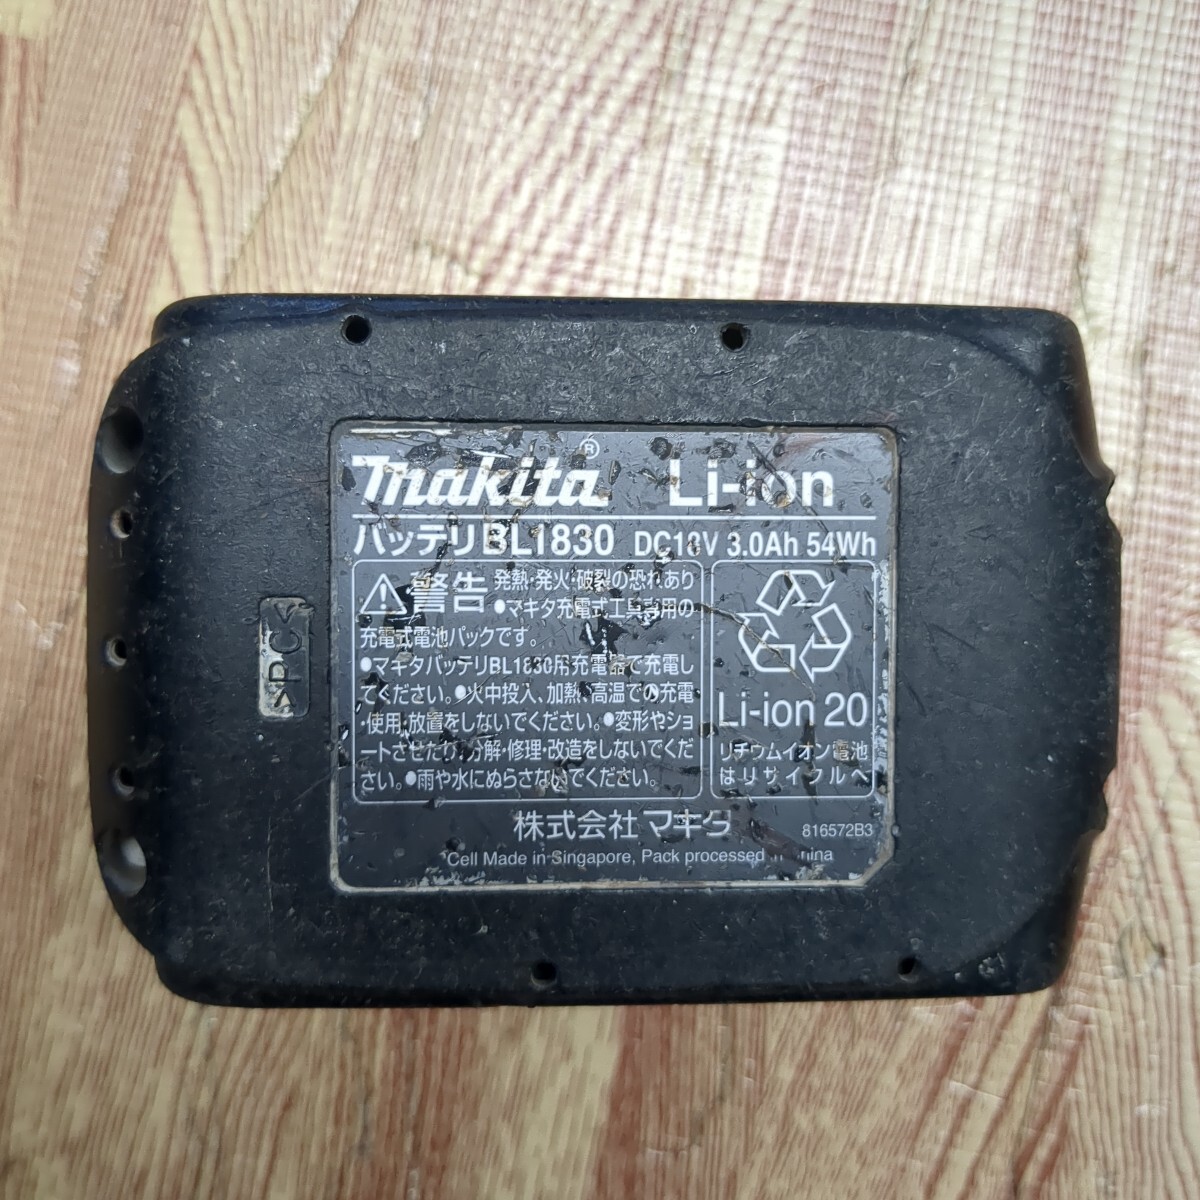 makita® Li-ion
バッテリ BL1830 DC18V 3.0Ah 54Wh
警告 発熱・発火・破裂の恐れあり
●マキタ充電式工具専用の
充電式電池パックです。
●マキタバッテリBL1830用充電器で充電し
てください。●火中投入、加熱、高温での充電
・使用・放置をしないでください。●変形やショ
ートさせたり、分解・修理・改造をしないでくだ
さい。●雨や水にぬらさないでください。
Li-ion 20
リチウムイオン電池
はリサイクルへ
株式会社 マキタ 816572B3
Cell Made in Singapore, Pack processed in China
>PC<